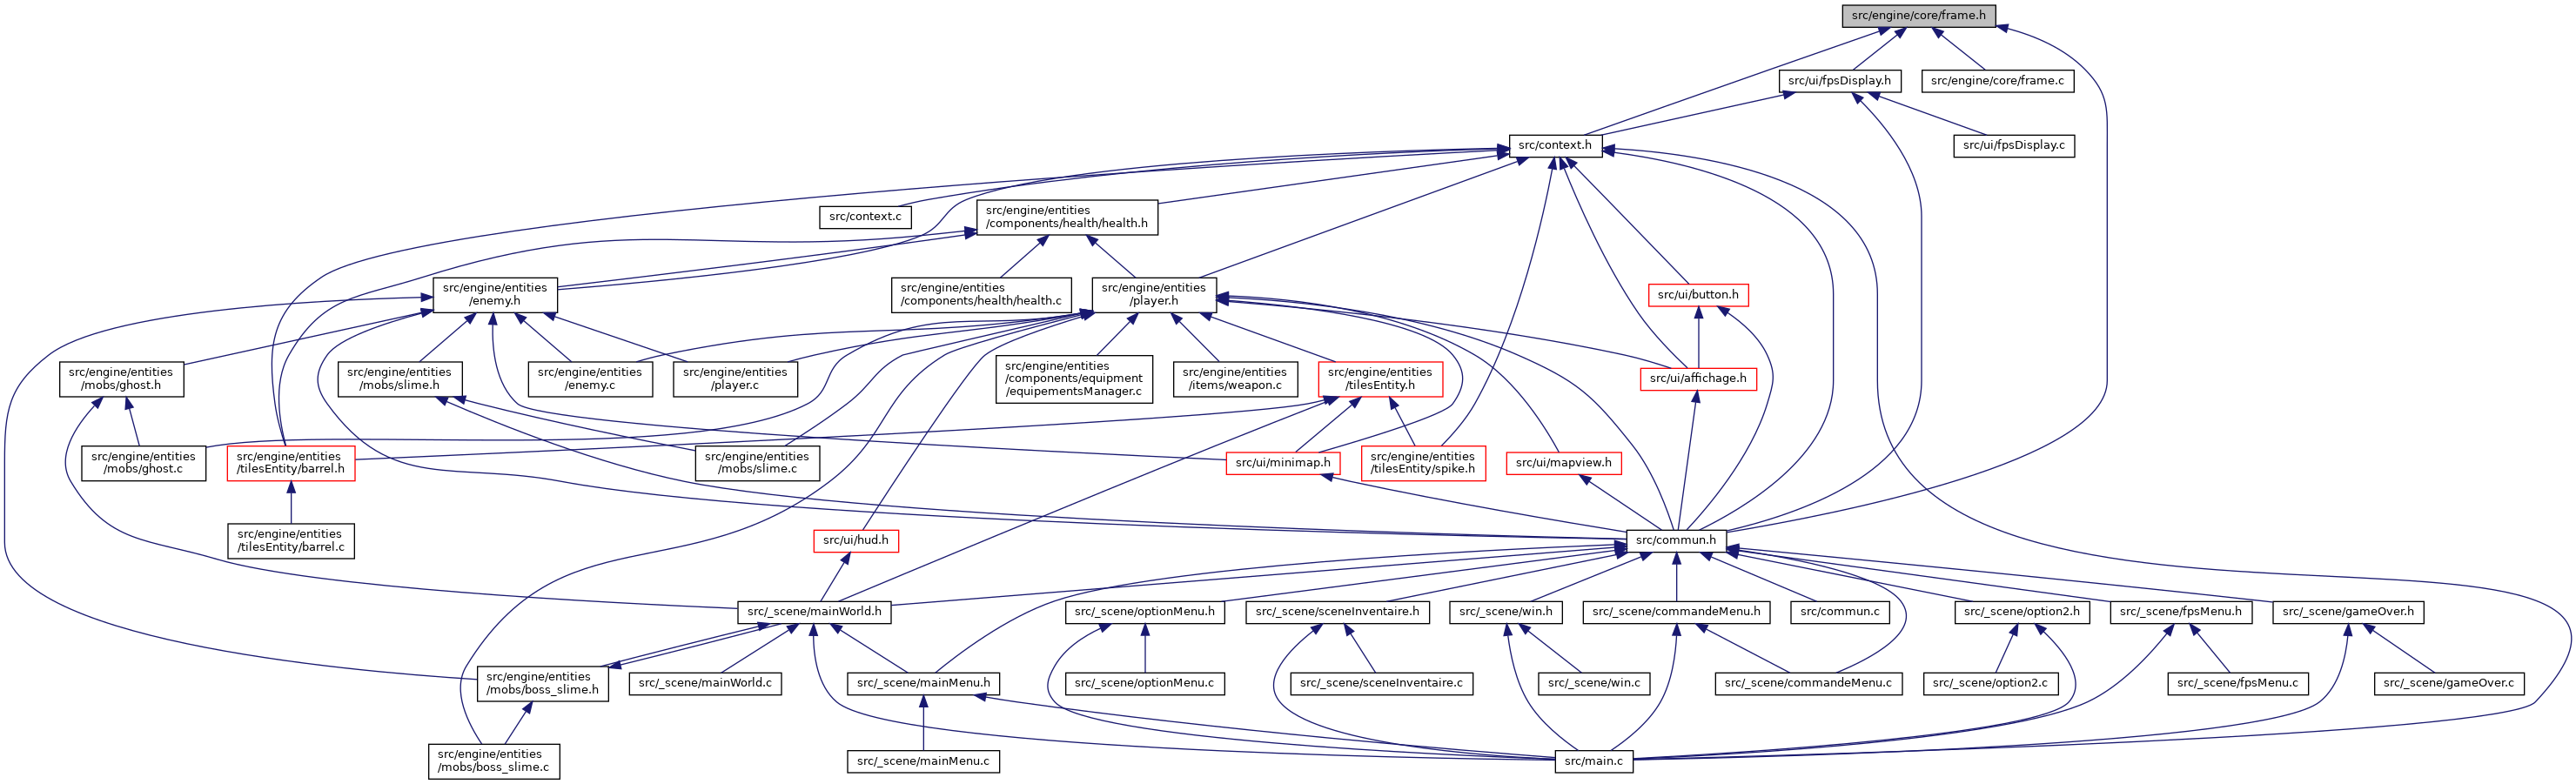 src/engine/core/frame.h
src/ui/fpsDisplay.h
src/engine/core/frame.c
src/context.h
src/ui/fpsDisplay.c
src/context.c
src/engine/entities
/components/health/health.h
src/engine/entities
/enemy.h
src/engine/entities
/components/health/health.c
src/engine/entities
/player.h
src/ui/button.h
src/engine/entities
/mobs/ghost.h
src/engine/entities
/mobs/slime.h
src/engine/entities
/enemy.c
src/engine/entities
/player.c
src/engine/entities
/components/equipment
/equipementsManager.c
src/engine/entities
/items/weapon.c
src/engine/entities
/tilesEntity.h
src/ui/affichage.h
src/engine/entities
/mobs/ghost.c
src/engine/entities
/tilesEntity/barrel.h
src/engine/entities
/mobs/slime.c
src/ui/minimap.h
src/engine/entities
/tilesEntity/spike.h
src/ui/mapview.h
src/engine/entities
/tilesEntity/barrel.c
src/ui/hud.h
src/commun.h
src/_scene/mainWorld.h
src/_scene/optionMenu.h
src/_scene/sceneInventaire.h
src/_scene/win.h
src/_scene/commandeMenu.h
src/commun.c
src/_scene/option2.h
src/_scene/fpsMenu.h
src/_scene/gameOver.h
src/engine/entities
/mobs/boss_slime.h
src/_scene/mainWorld.c
src/_scene/mainMenu.h
src/_scene/optionMenu.c
src/_scene/sceneInventaire.c
src/_scene/win.c
src/_scene/commandeMenu.c
src/_scene/option2.c
src/_scene/fpsMenu.c
src/_scene/gameOver.c
src/engine/entities
/mobs/boss_slime.c
src/_scene/mainMenu.c
src/main.c